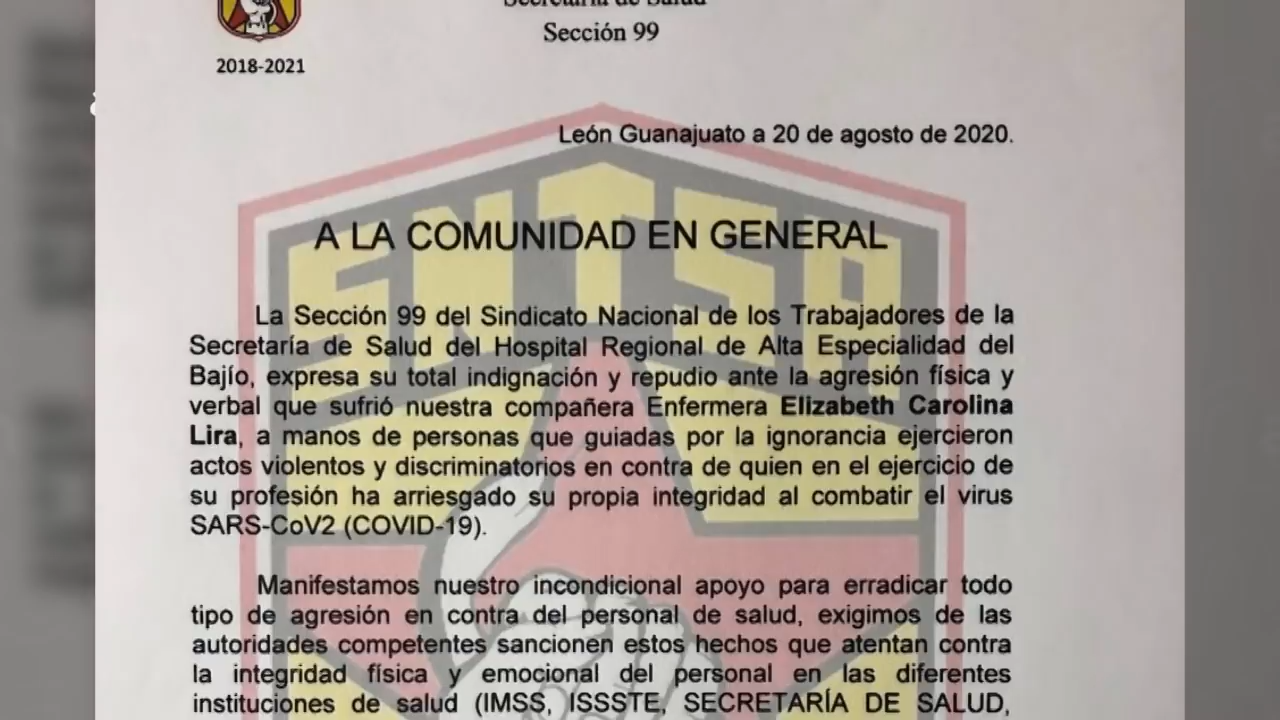 Secretaría de Salud
Sección 99
2018-2021
León Guanajuato a 20 de agosto de 2020.
SNTSA
A LA COMUNIDAD EN GENERAL
La Sección 99 del Sindicato Nacional de los Trabajadores de la
Secretaría de Salud del Hospital Regional de Alta Especialidad del
Bajío, expresa su total indignación y repudio ante la agresión física y
verbal que sufrió nuestra compañera Enfermera Elizabeth Carolina
Lira, a manos de personas que guiadas por la ignorancia ejercieron
actos violentos y discriminatorios en contra de quien en el ejercicio de
su profesión ha arriesgado su propia integridad al combatir el virus
SARS-CoV2 (COVID-19).
Manifestamos nuestro incondicional apoyo para erradicar todo
tipo de agresión en contra del personal de salud, exigimos de las
autoridades competentes sancionen estos hechos que atentan contra
la integridad física y emocional del personal en las diferentes
instituciones de salud (IMSS, ISSSTE, SECRETARÍA DE SALUD,